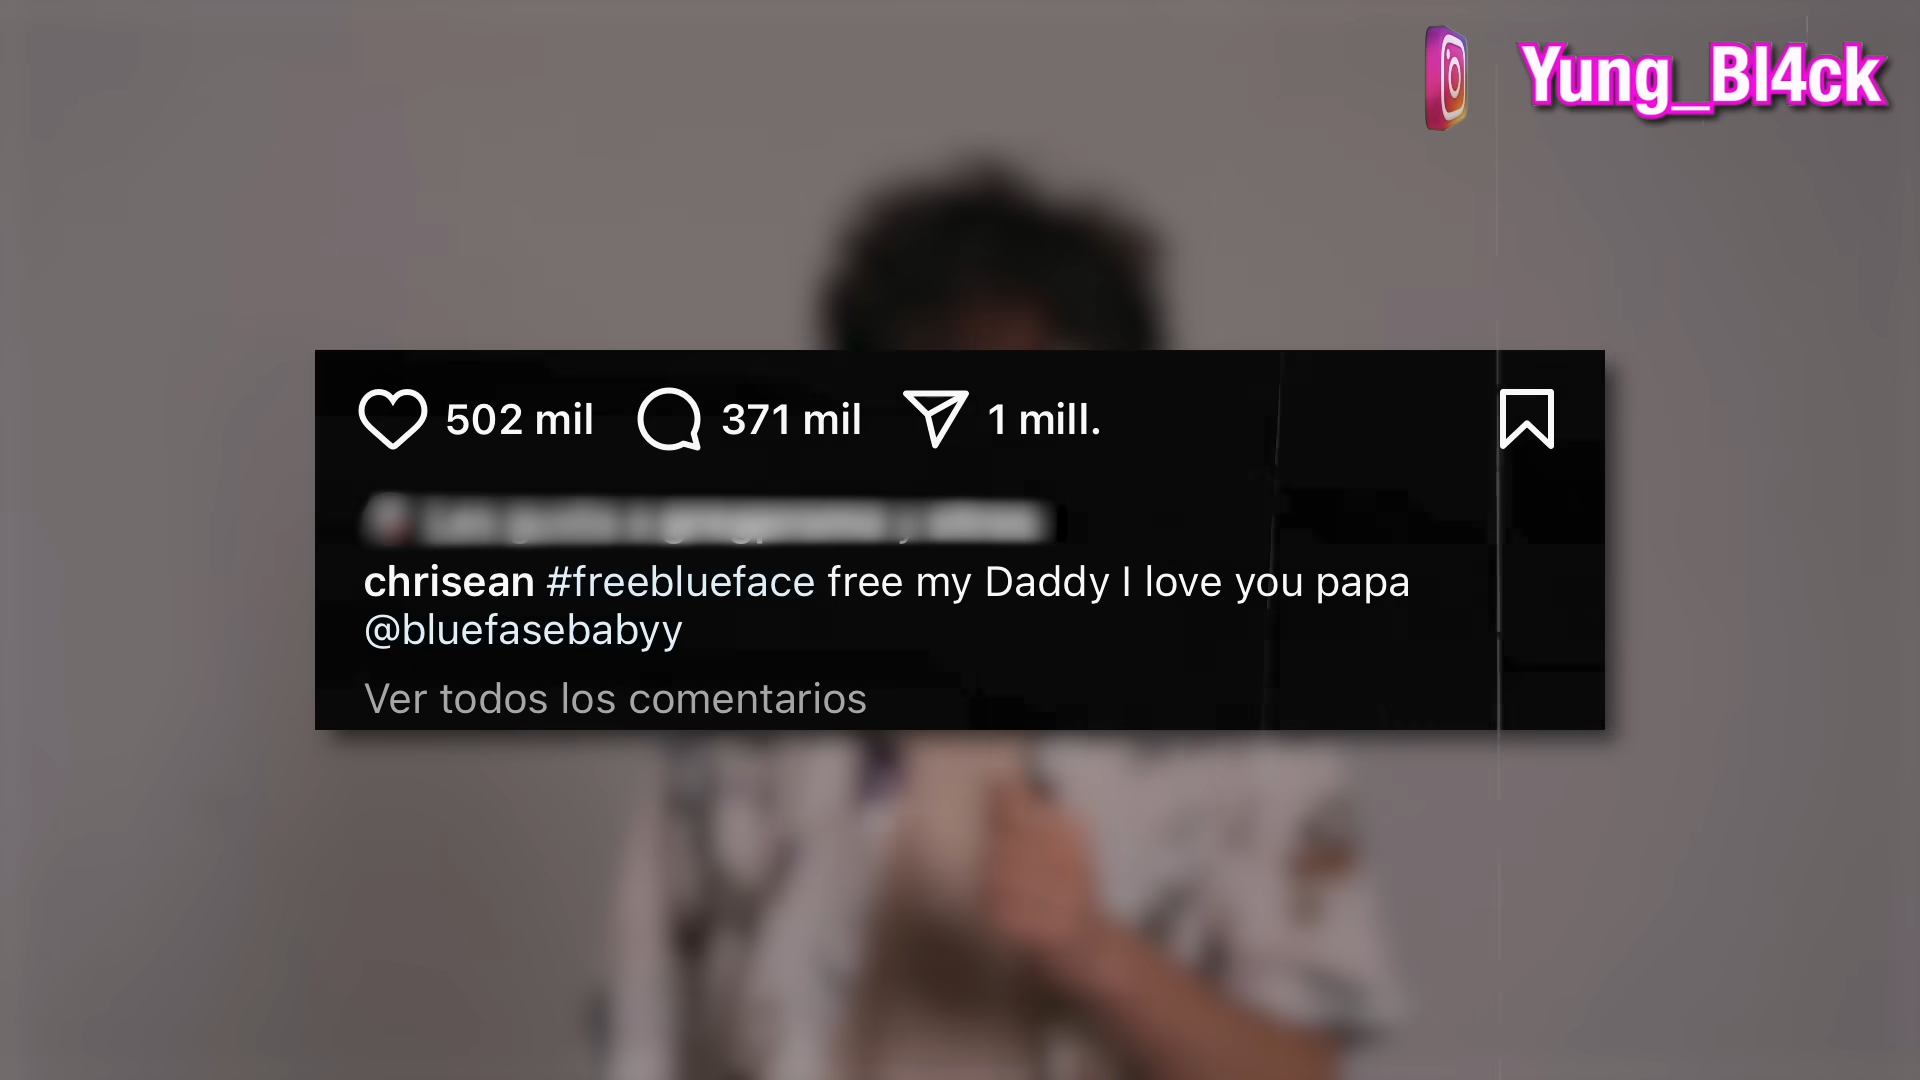 Yung_Bl4ck
502 mil 371 mil 1 mill.
chrisean #freeblueface free my Daddy I love you papa
@bluefasebabyy
Ver todos los comentarios